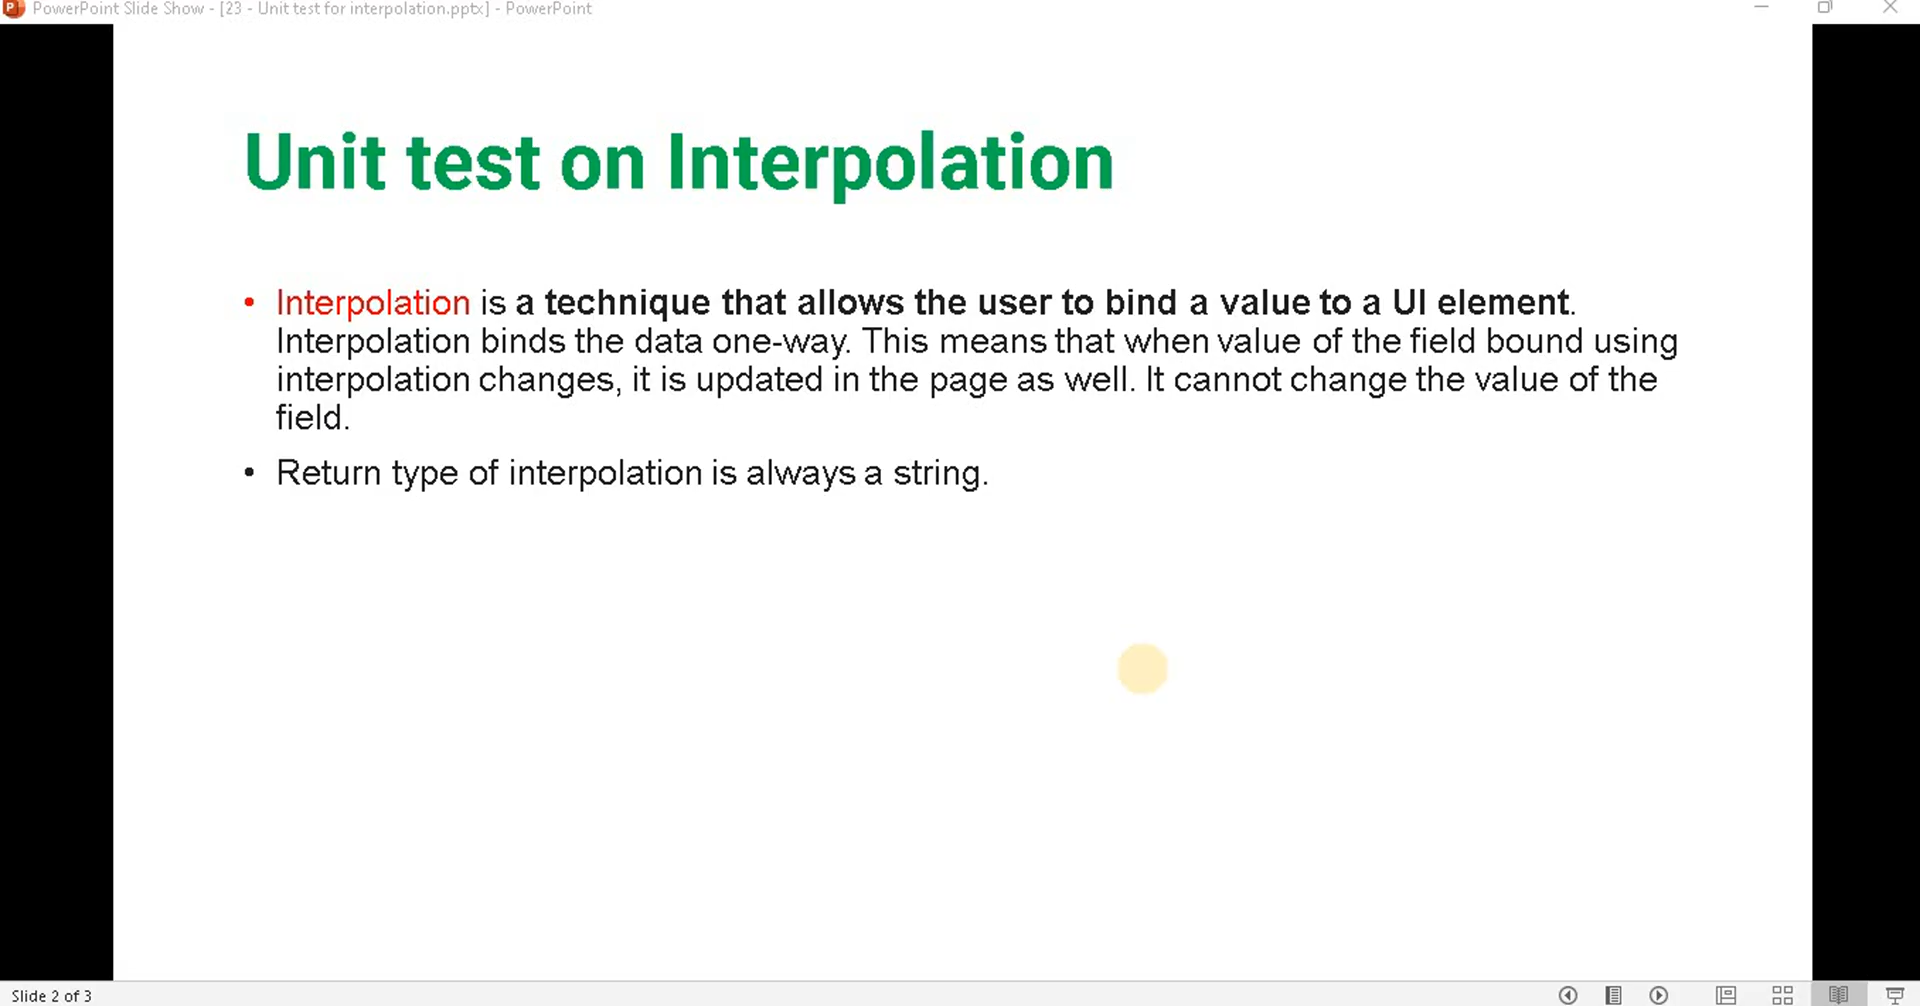 PowerPoint Slide Show - [23 - Unit test for interpolation.pptx] - PowerPoint
Unit test on Interpolation
• Interpolation is a technique that allows the user to bind a value to a UI element.
Interpolation binds the data one-way. This means that when value of the field bound using
interpolation changes, it is updated in the page as well. It cannot change the value of the
field.
• Return type of interpolation is always a string.
Slide 2 of 3